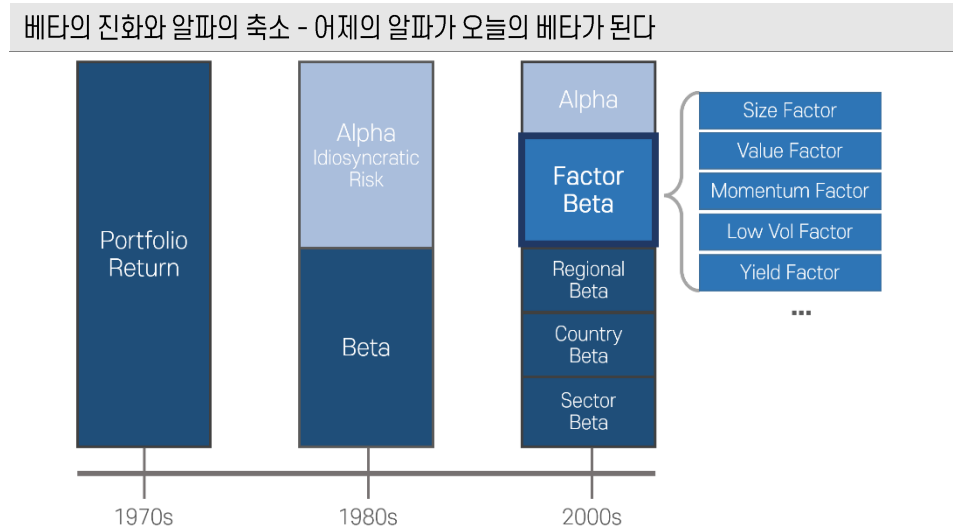 베타의 진화와 알파의 축소 - 어제의 알파가 오늘의 베타가 된다
Portfolio
Return
Alpha
Idiosyncratic
Risk
Beta
Alpha
Factor
Beta
Regional
Beta
Country
Beta
Sector
Beta
Size Factor
Value Factor
Momentum Factor
Low Vol Factor
Yield Factor
...
1970s
1980s
2000s